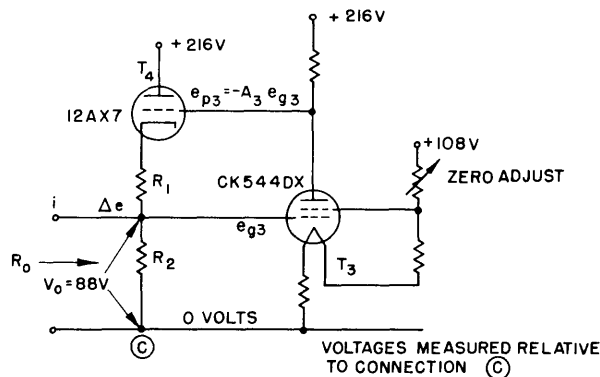 +216V
+216V
T4
ep3=-A3 eg3
12AX7
+108V
ZERO ADJUST
CK544DX
R1
i
Δe
eg3
R0
R2
V0=88V
T3
0 VOLTS
C
VOLTAGES MEASURED RELATIVE
TO CONNECTION C